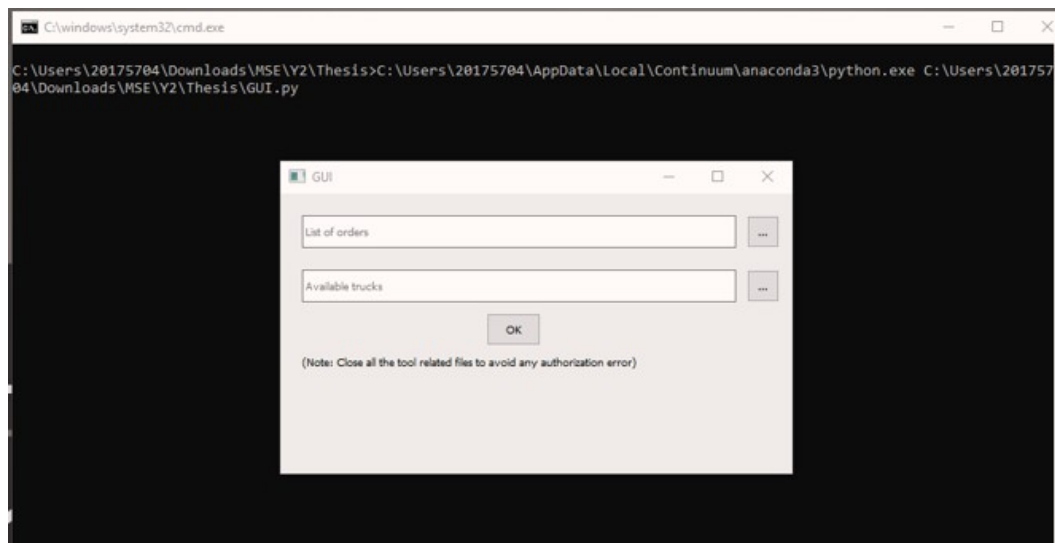 C:\windows\system32\cmd.exe
C:\Users\20175704\Downloads\MSE\Y2\Thesis>C:\Users\20175704\AppData\Local\Continuum\anaconda3\python.exe C:\Users\201757
04\Downloads\MSE\Y2\Thesis\GUI.py
GUI
List of orders
...
Available trucks
...
OK
(Note: Close all the tool related files to avoid any authorization error)